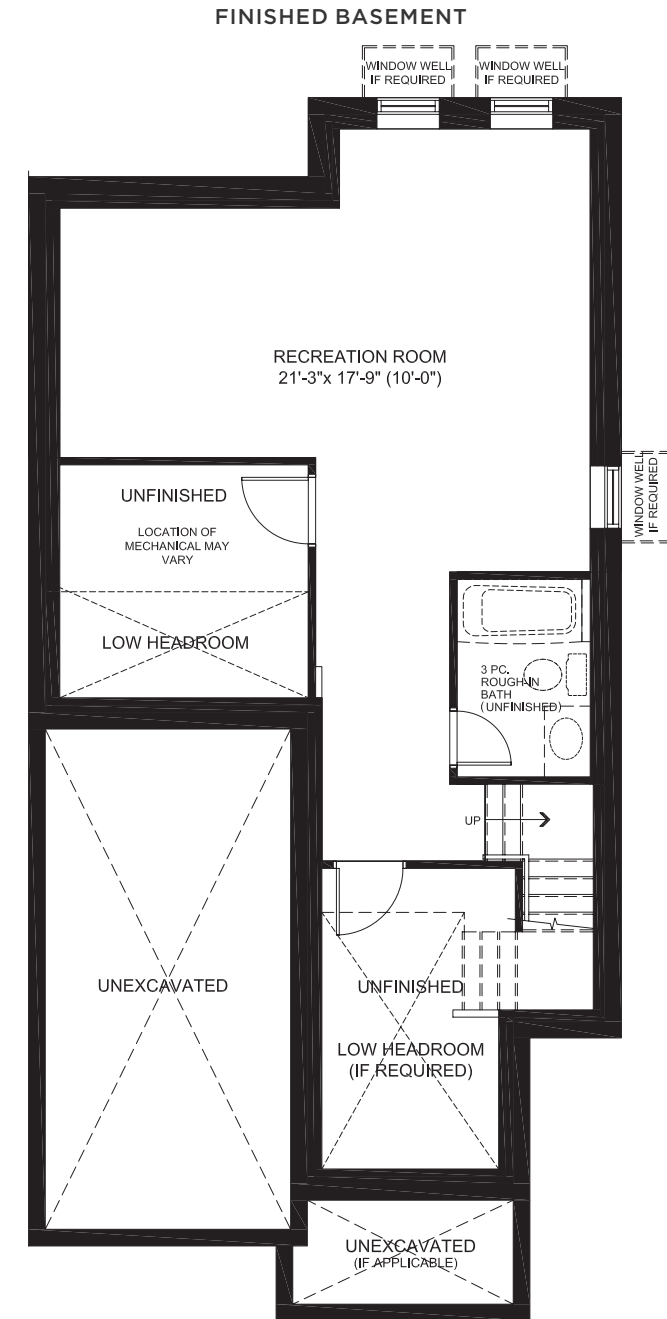 FINISHED BASEMENT
WINDOW WELL
IF REQUIRED
WINDOW WELL
IF REQUIRED
RECREATION ROOM
21'-3"x 17'-9" (10'-0")
WINDOW WELL
IF REQUIRED
UNFINISHED
LOCATION OF
MECHANICAL MAY
VARY
LOW HEADROOM
3 PC.
ROUGH-IN
BATH
(UNFINISHED)
UP
UNEXCAVATED
UNFINISHED
LOW HEADROOM
(IF REQUIRED)
UNEXCAVATED
(IF APPLICABLE)